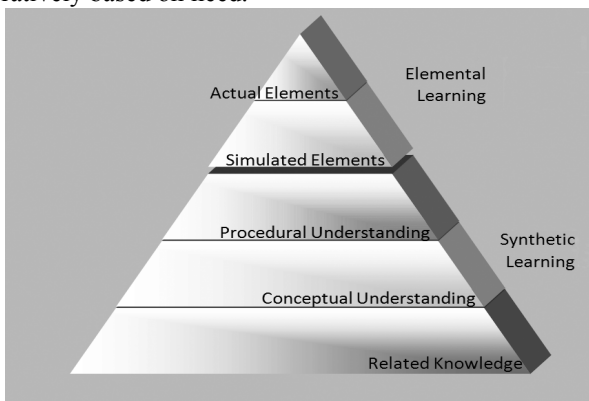 Actual Elements
Elemental
Learning
Simulated Elements
Procedural Understanding
Synthetic
Learning
Conceptual Understanding
Related Knowledge